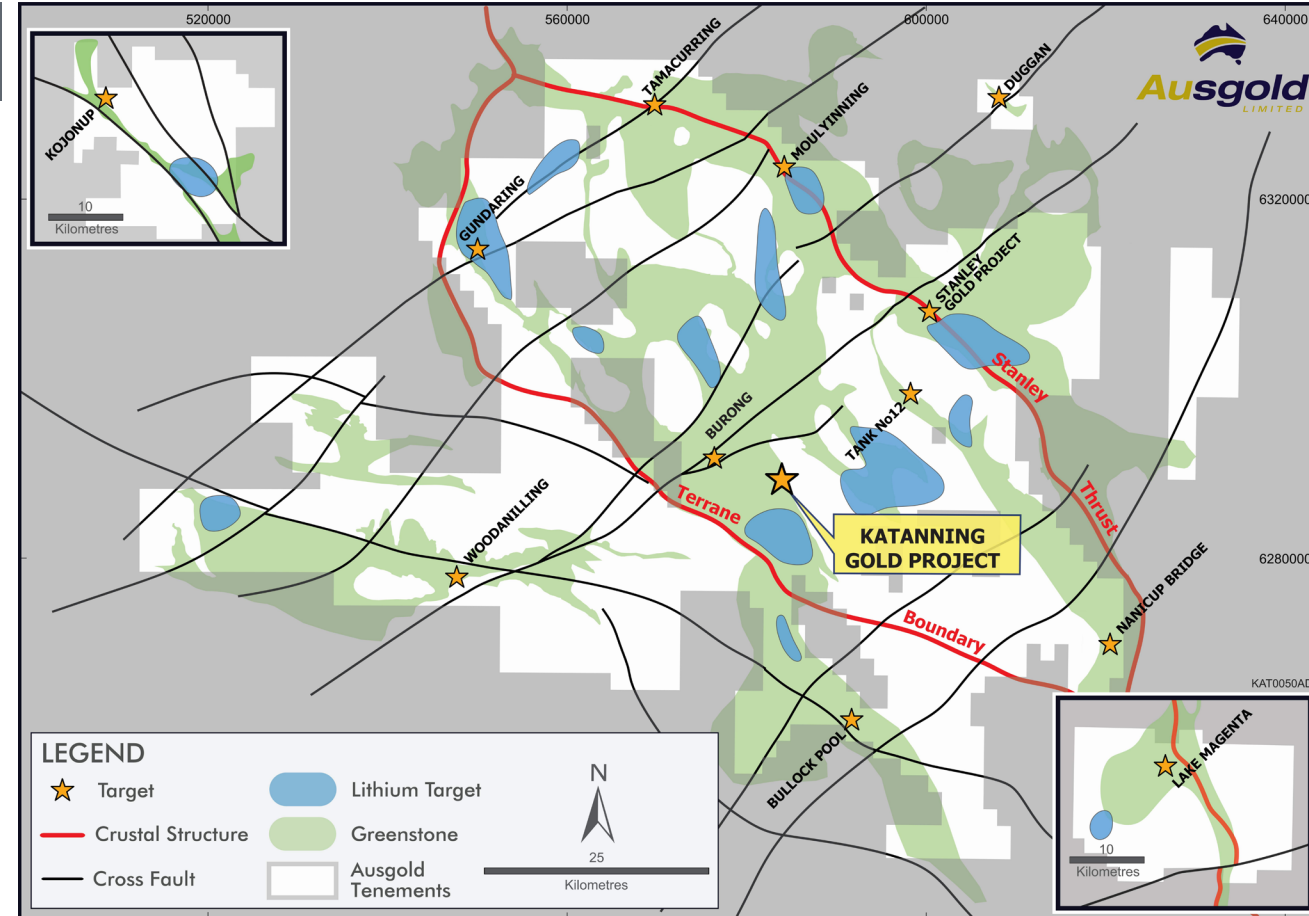 520000
560000
600000
640000
Ausgold
LIMITED
KOJONUP
10
Kilometres
TAMACURRING
DUGGAN
MOULYINNING
GUNDARING
6320000
STANLEY
GOLD PROJECT
Stanley
BURONG
TANK No12
Thrust
WOODANILLING
Terrane
KATANNING
GOLD PROJECT
6280000
NANICUP BRIDGE
Boundary
KAT0050AD
BULLOCK POOL
LAKE MAGENTA
10
Kilometres
LEGEND
Target
Lithium Target
N
Crustal Structure
Greenstone
Cross Fault
Ausgold
Tenements
25
Kilometres